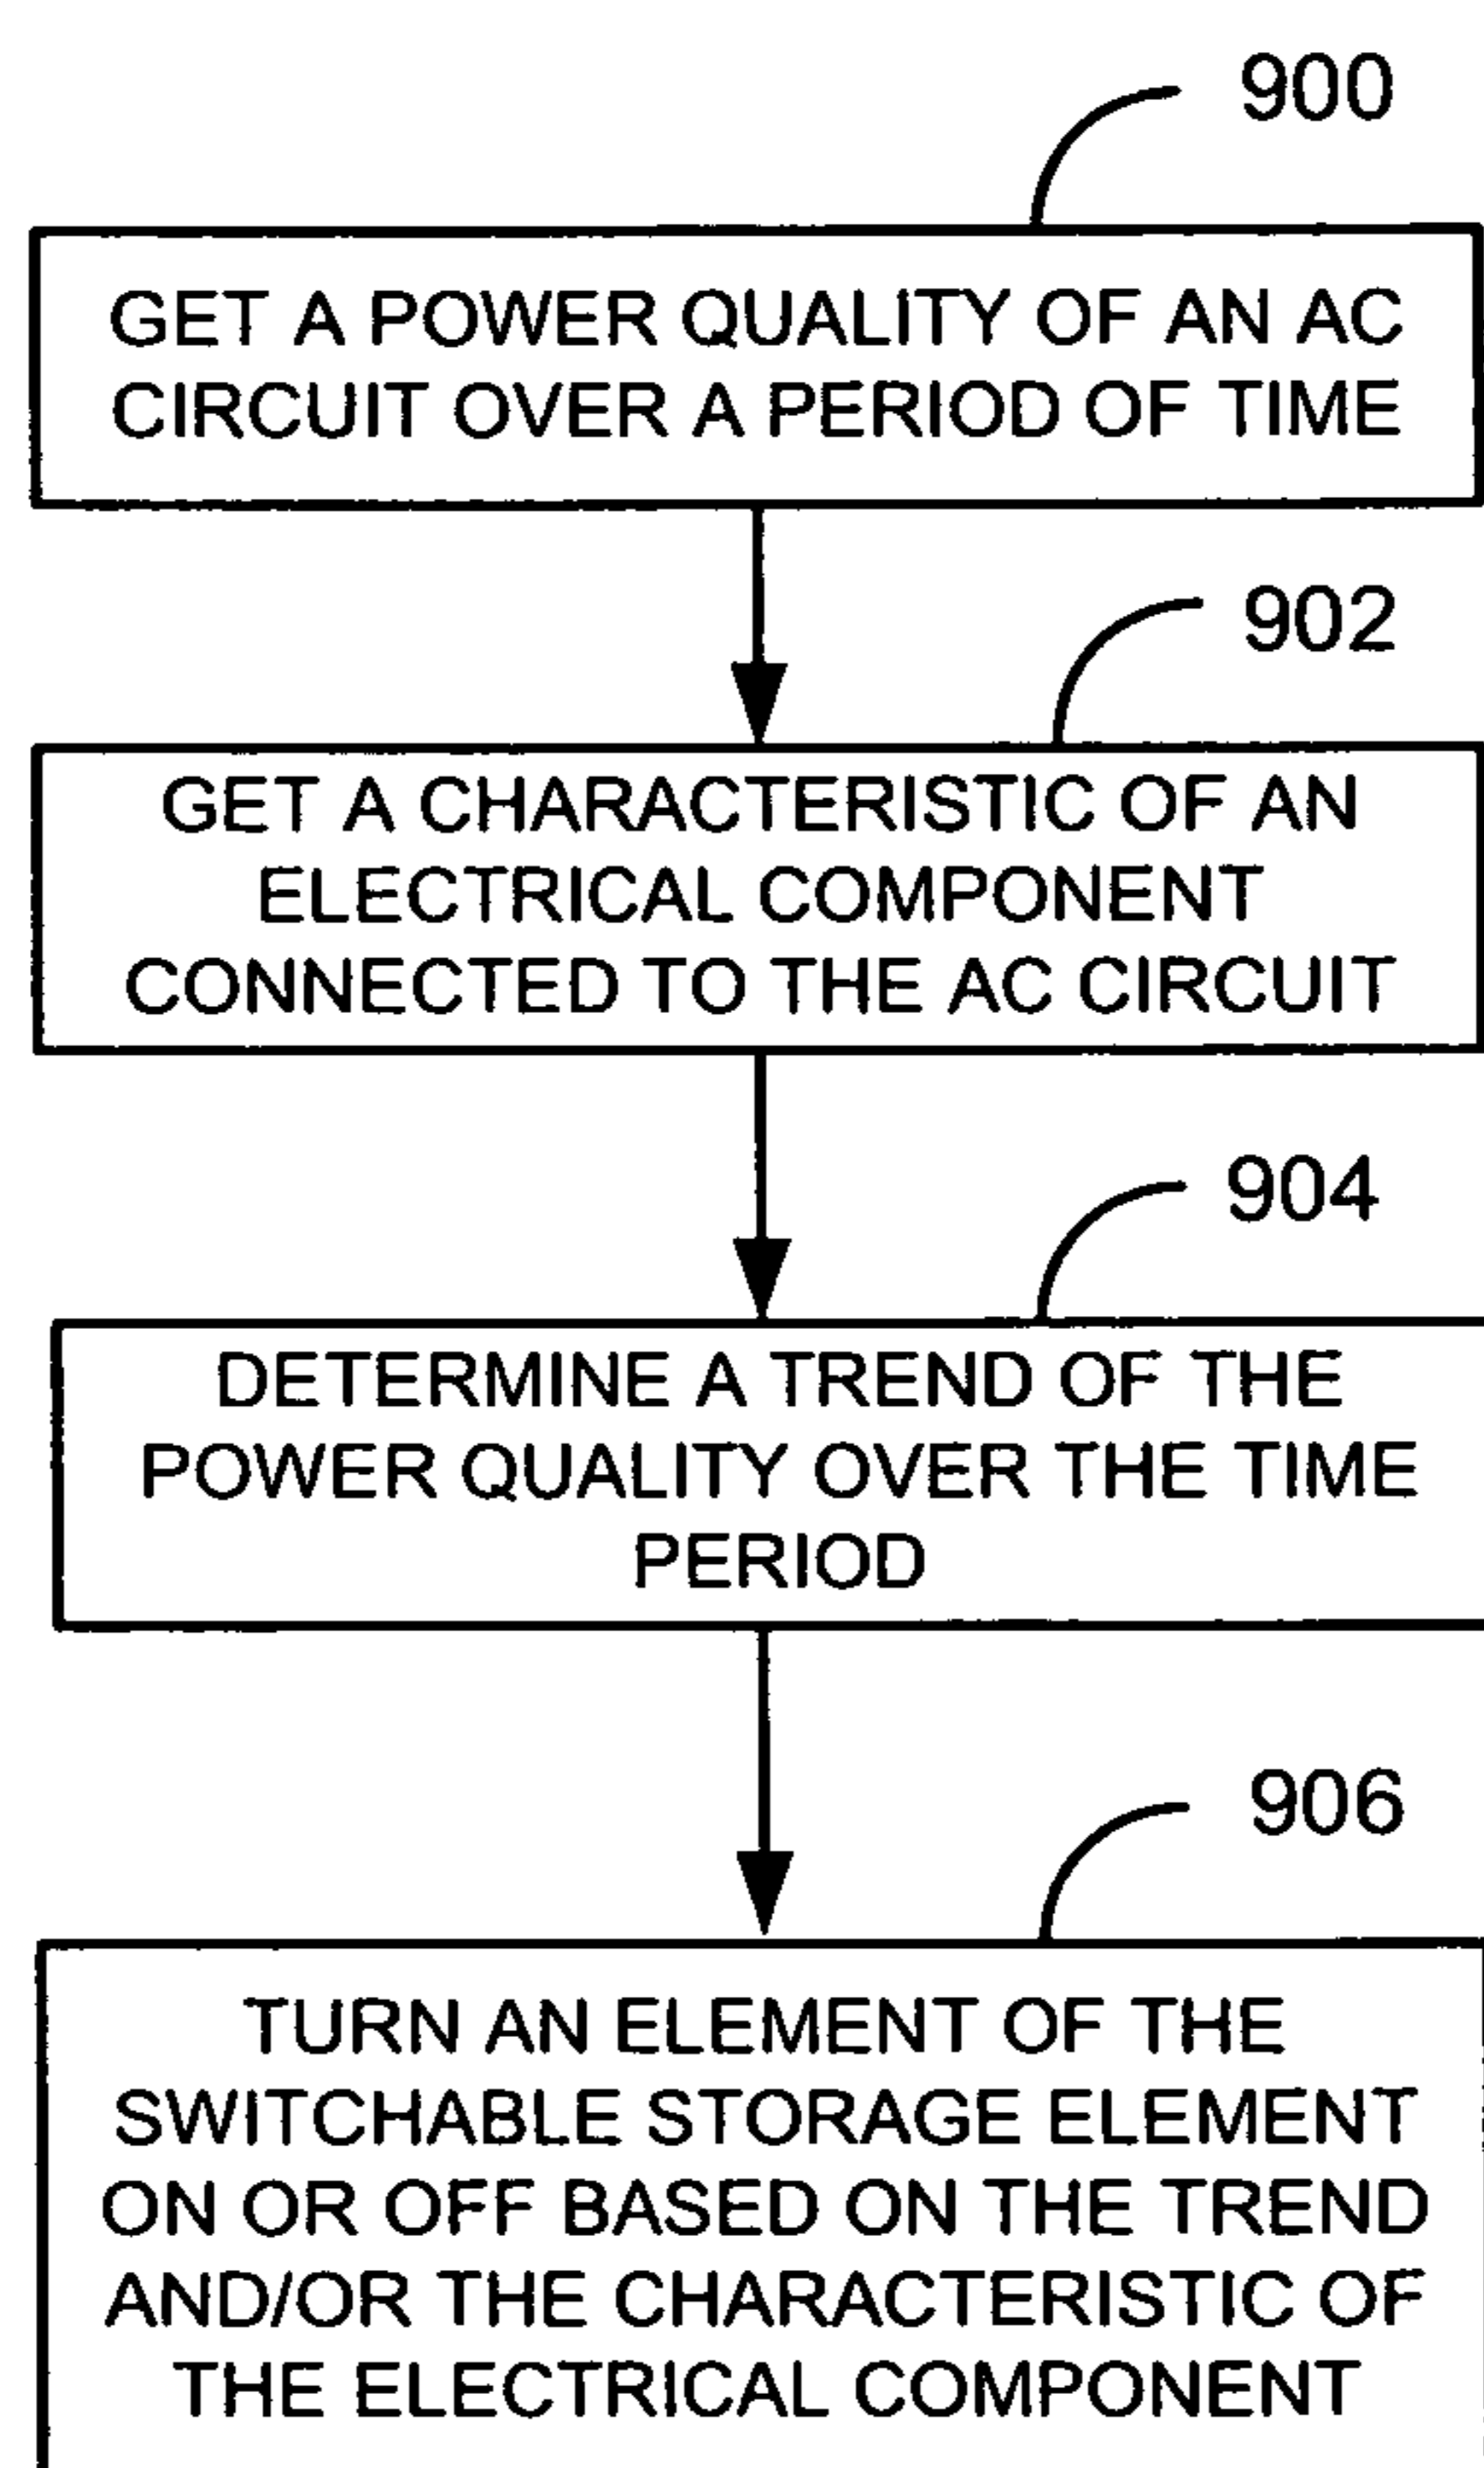 900
GET A POWER QUALITY OF AN AC
CIRCUIT OVER A PERIOD OF TIME
902
GET A CHARACTERISTIC OF AN
ELECTRICAL COMPONENT
CONNECTED TO THE AC CIRCUIT
904
DETERMINE A TREND OF THE
POWER QUALITY OVER THE TIME
PERIOD
906
TURN AN ELEMENT OF THE
SWITCHABLE STORAGE ELEMENT
ON OR OFF BASED ON THE TREND
AND/OR THE CHARACTERISTIC OF
THE ELECTRICAL COMPONENT